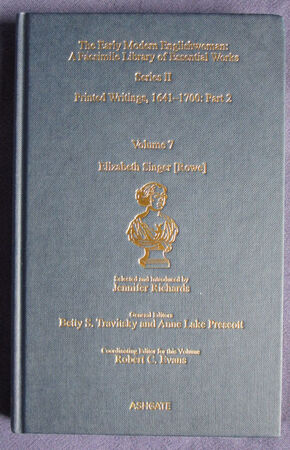 The Early Modern Englishwoman:
A Facsimile Library of Essential Works
Series II
Printed Writings, 1641–1700: Part 2
Volume 7
Elizabeth Singer [Rowe]
Selected and Introduced by
Jennifer Richards
General Editors
Betty S. Travitsky and Anne Lake Prescott
Coordinating Editor for this Volume
Robert C. Evans
ASHGATE